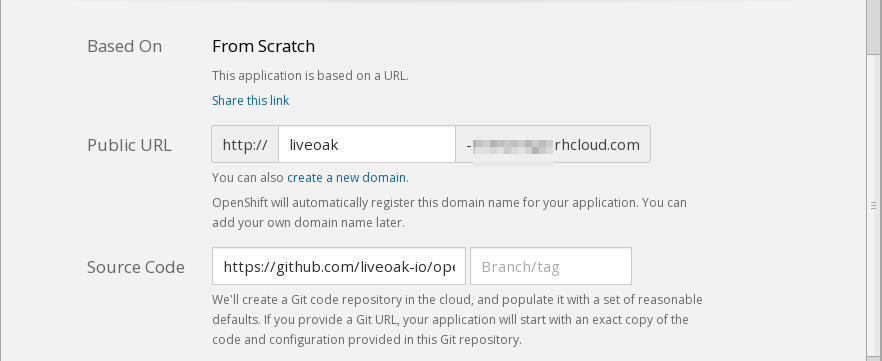 Based On From Scratch
This application is based on a URL.
Share this link
Public URL http:// liveoak - rhcloud.com
You can also create a new domain.
OpenShift will automatically register this domain name for your application. You can
add your own domain name later.
Source Code https://github.com/liveoak-io/ope Branch/tag
We'll create a Git code repository in the cloud, and populate it with a set of reasonable
defaults. If you provide a Git URL, your application will start with an exact copy of the
code and configuration provided in this Git repository.